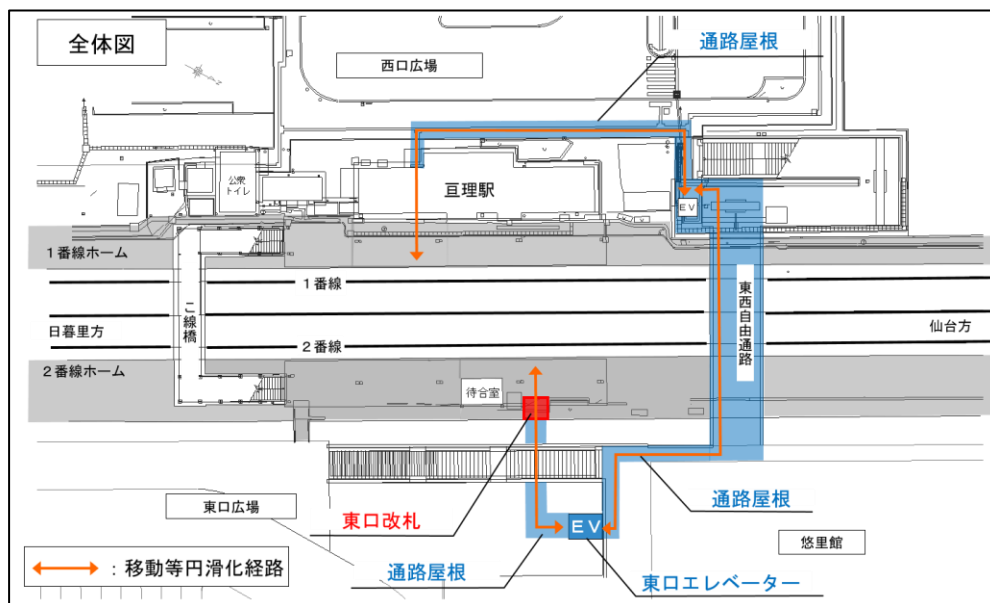 全体図
西口広場
通路屋根
公衆
トイレ
亘理駅
EV
1番線ホーム
1番線
こ線橋
東西自由通路
日暮里方
仙台方
2番線
2番線ホーム
待合室
東口広場
東口改札
EV
通路屋根
悠里館
通路屋根
東口エレベーター
:移動等円滑化経路